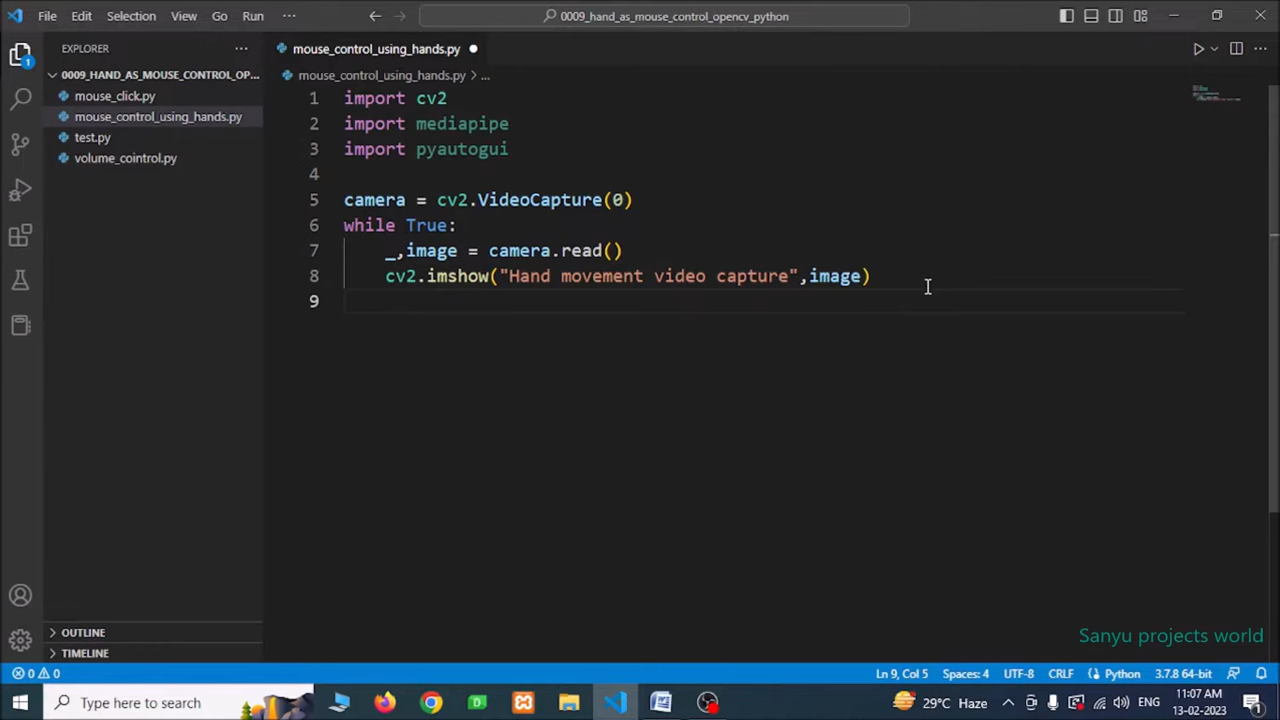 File Edit Selection View Go Run ··· 0009_hand_as_mouse_control_opencv_python
EXPLORER ···
mouse_control_using_hands.py
0009_HAND_AS_MOUSE_CONTROL_OP...
mouse_click.py
mouse_control_using_hands.py
test.py
volume_cointrol.py
mouse_control_using_hands.py > ...
1 import cv2
2 import mediapipe
3 import pyautogui
4
5 camera = cv2.VideoCapture(0)
6 while True:
7     _,image = camera.read()
8     cv2.imshow("Hand movement video capture",image)
9
1
OUTLINE
TIMELINE
Sanyu projects world
0 0 Ln 9, Col 5 Spaces: 4 UTF-8 CRLF Python 3.7.8 64-bit
Type here to search
29°C Haze ENG
11:07 AM
13-02-2023
1